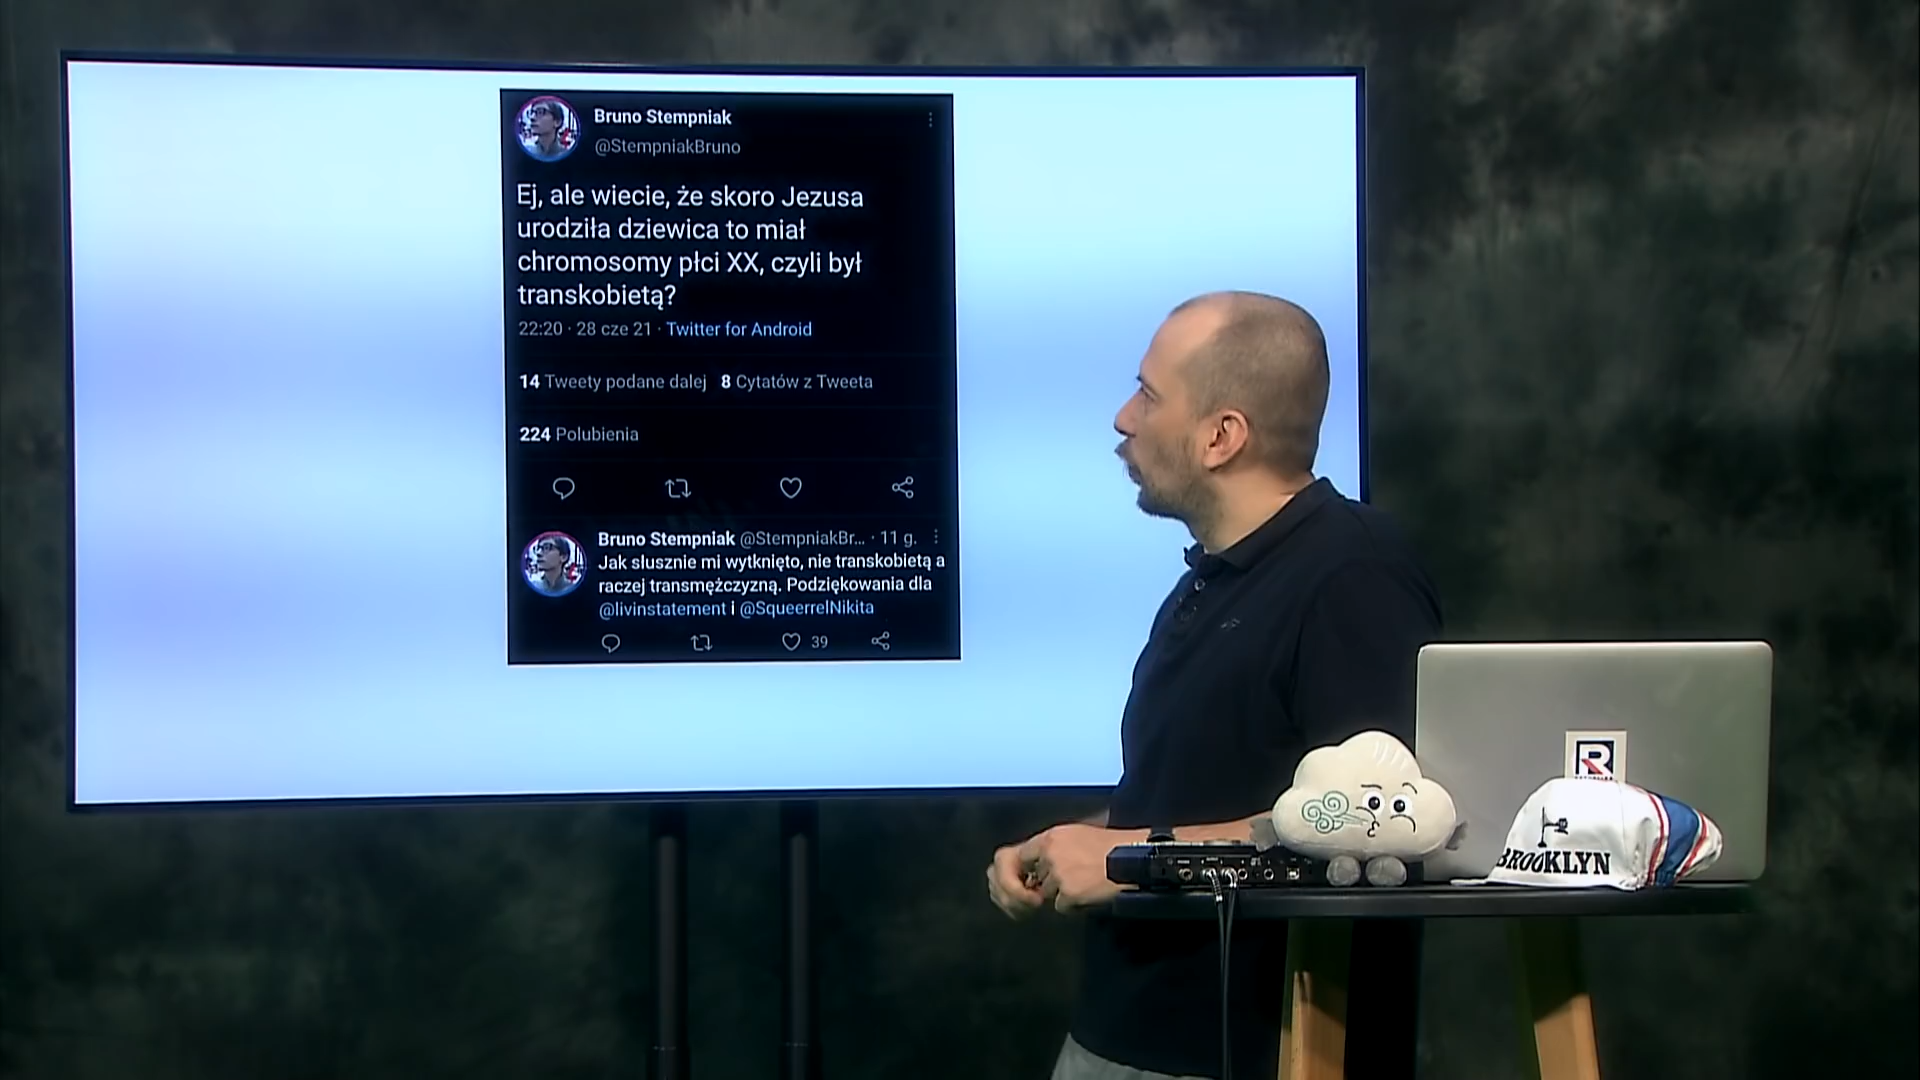 Bruno Stempniak
@StempniakBruno
Ej, ale wiecie, że skoro Jezusa
urodziła dziewica to miał
chromosomy płci XX, czyli był
transkobietą?
22:20 · 28 cze 21 · Twitter for Android
14 Tweety podane dalej 8 Cytatów z Tweeta
224 Polubienia
Bruno Stempniak @StempniakBr... · 11 g.
Jak słusznie mi wytknięto, nie transkobietą a
raczej transmężczyzną. Podziękowania dla
@livinstatement i @SqueerrelNikita
39
R
BROOKLYN